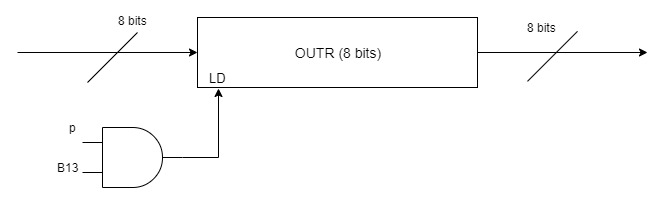 8 bits
8 bits
OUTR (8 bits)
LD
p
B13